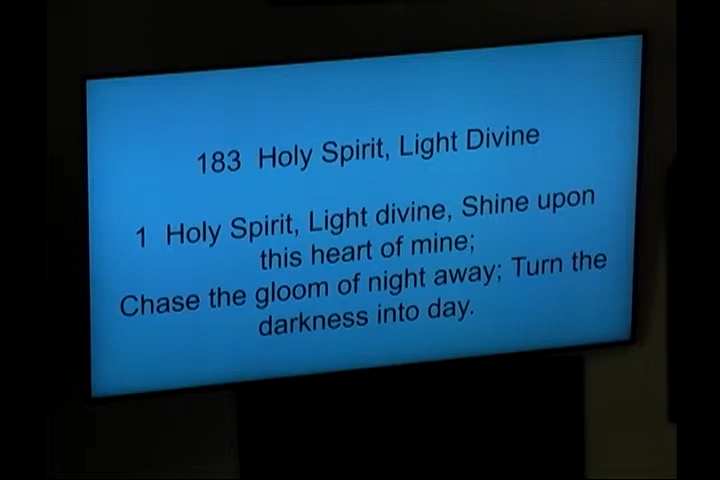 183 Holy Spirit, Light Divine
1 Holy Spirit, Light divine, Shine upon
this heart of mine;
Chase the gloom of night away; Turn the
darkness into day.